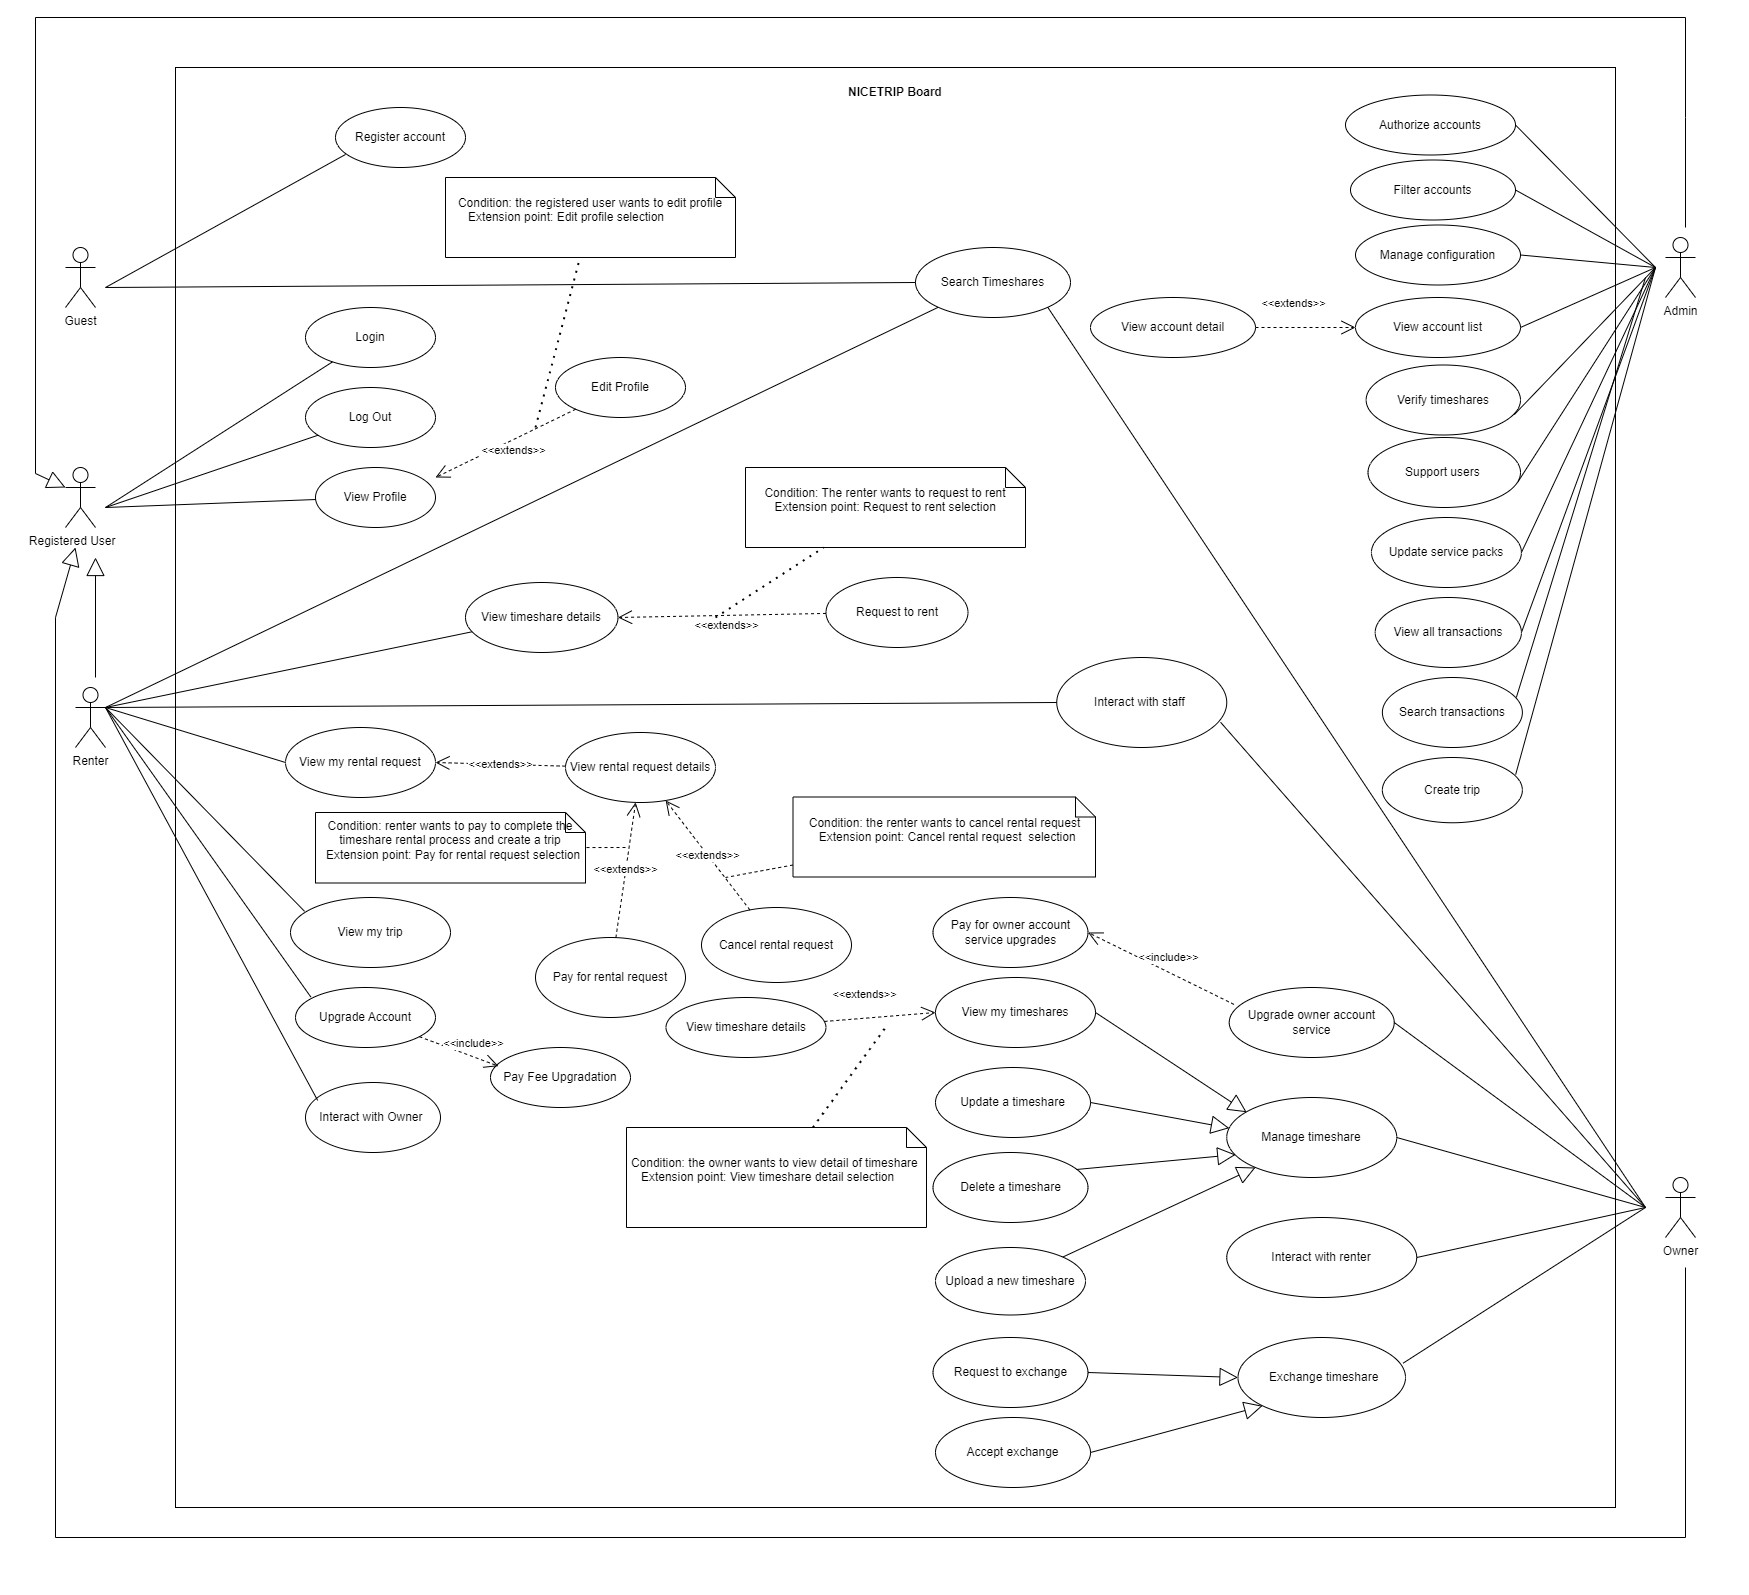 NICETRIP Board
Register account
Authorize accounts
Filter accounts
Condition: the registered user wants to edit profile
Extension point: Edit profile selection
Manage configuration
Search Timeshares
Guest
Admin
<<extends>>
View account detail
View account list
Login
Edit Profile
Verify timeshares
Log Out
<<extends>>
View Profile
Support users
Condition: The renter wants to request to rent
Extension point: Request to rent selection
Registered User
Update service packs
View timeshare details
Request to rent
<<extends>>
View all transactions
Interact with staff
Search transactions
Renter
View my rental request
<<extends>>
View rental request details
Create trip
Condition: renter wants to pay to complete the
timeshare rental process and create a trip
Extension point: Pay for rental request selection
Condition: the renter wants to cancel rental request
Extension point: Cancel rental request  selection
<<extends>>
<<extends>>
View my trip
Cancel rental request
Pay for owner account
service upgrades
<<include>>
Pay for rental request
<<extends>>
Upgrade Account
View timeshare details
View my timeshares
Upgrade owner account
service
<<include>>
Pay Fee Upgradation
Interact with Owner
Update a timeshare
Manage timeshare
Condition: the owner wants to view detail of timeshare
Extension point: View timeshare detail selection
Delete a timeshare
Owner
Interact with renter
Upload a new timeshare
Request to exchange
Exchange timeshare
Accept exchange